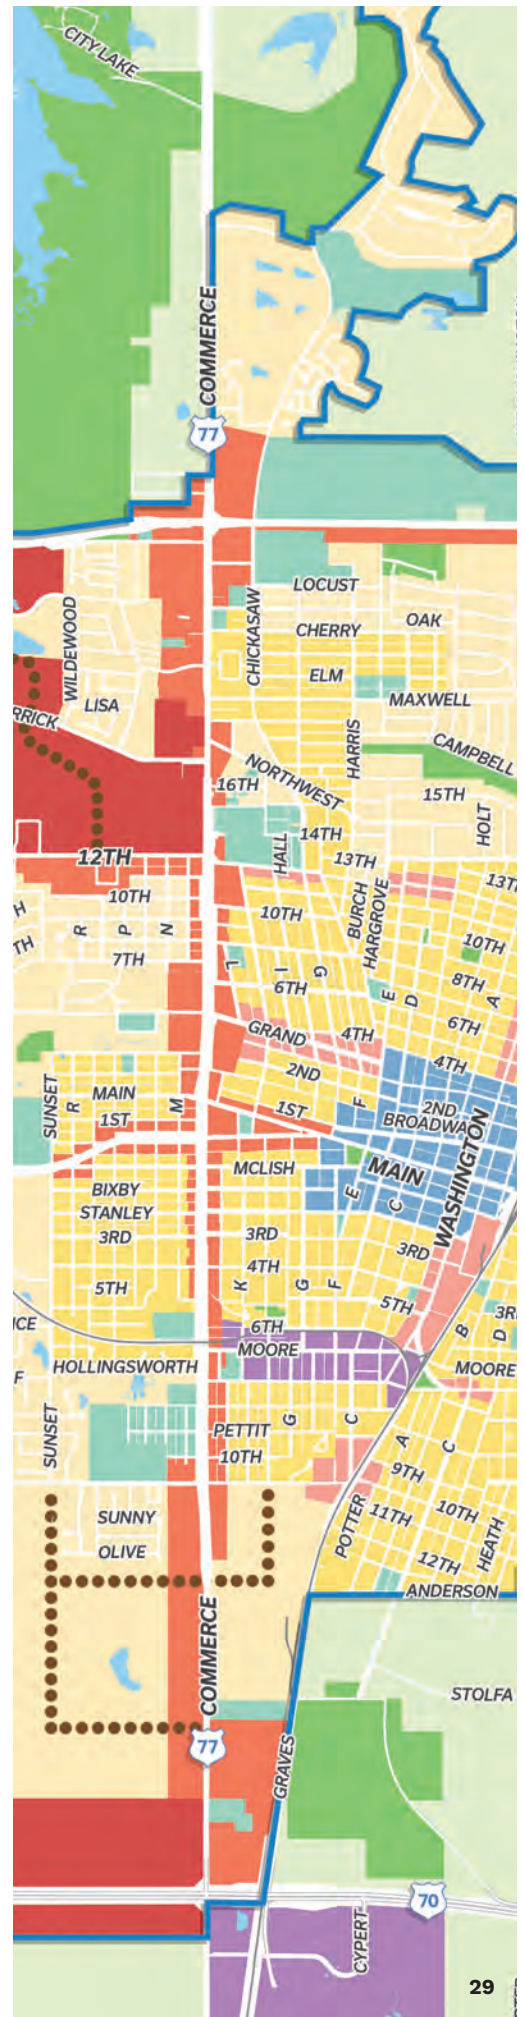 CITY LAKE
COMMERCE
77
LOCUST
OAK
CHERRY
CHICKASAW
WILDEWOOD
ELM
MAXWELL
LISA
HARRIS
CAMPBELL
NORTHWEST
16TH
15TH
HOLT
14TH
HALL
13TH
12TH
10TH
BURCH
HARGROVE
10TH
R
P
N
10TH
7TH
L
I
G
6TH
E
D
8TH
A
6TH
GRAND
4TH
4TH
2ND
SUNSET
R
MAIN
M
1ST
1ST
F
2ND
WASHINGTON
MCLISH
MAIN
BIXBY
E
C
STANLEY
3RD
3RD
3RD
4TH
5TH
K
G
F
5TH
B
D
6TH
MOORE
MOORE
HOLLINGSWORTH
F
SUNSET
PETTIT
G
C
A
C
10TH
9TH
SUNNY
POTTER
11TH
10TH
HEATH
OLIVE
12TH
ANDERSON
COMMERCE
STOLFA
77
GRAVES
70
CYPERT
29